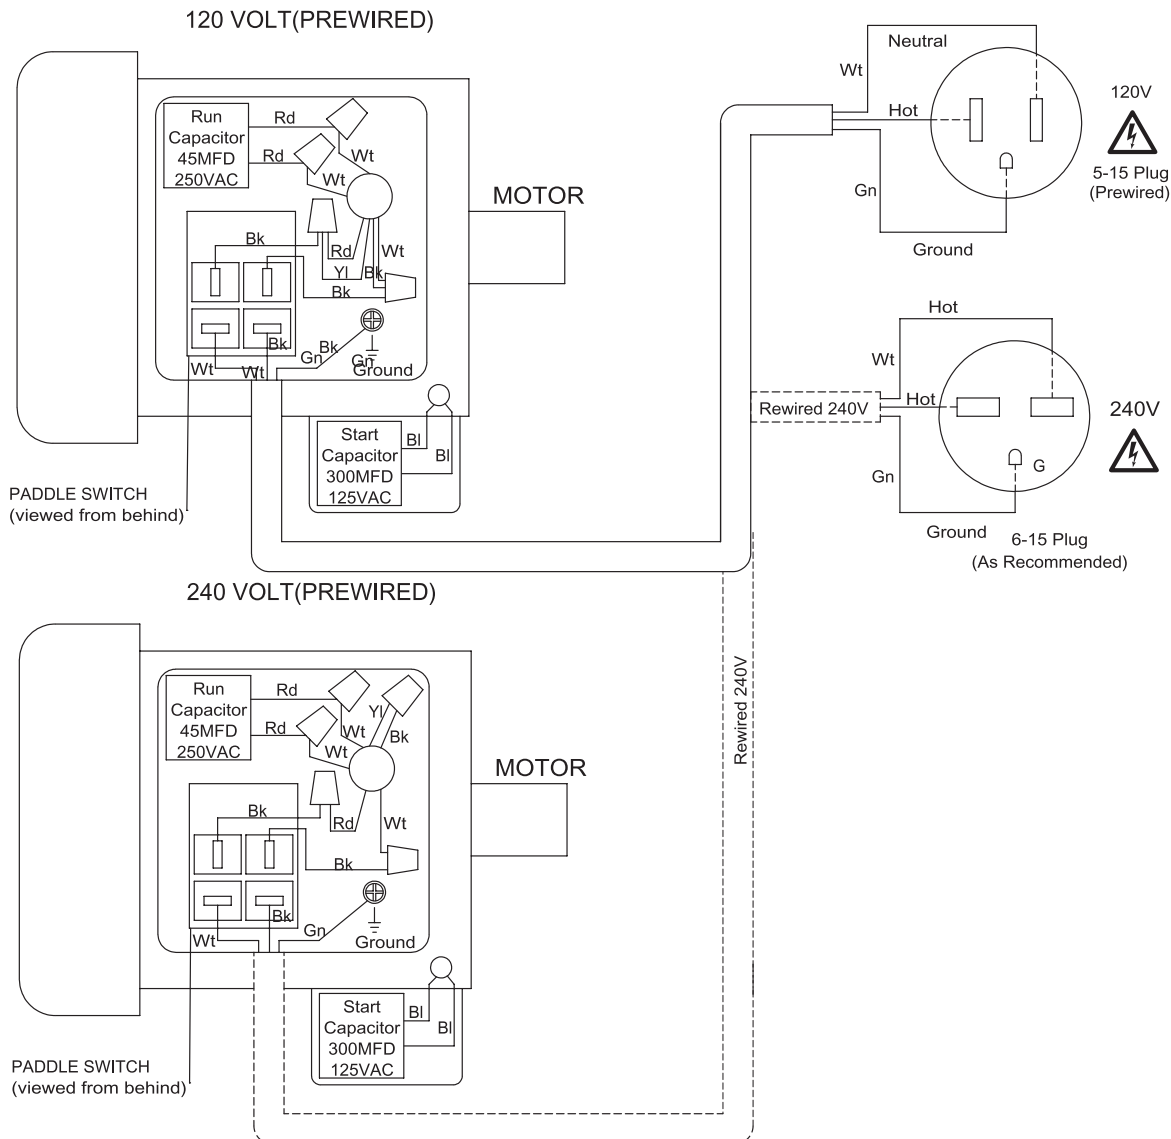 120 VOLT(PREWIRED)
Run
Capacitor
45MFD
250VAC
Rd
Rd
Wt
Wt
Bk
Rd
Yl
Bk
Wt
Bk
Bk
Bk
Gn
Gn
Ground
Wt
Wt
MOTOR
Start
Capacitor
300MFD
125VAC
Bl
Bl
PADDLE SWITCH
(viewed from behind)
Neutral
Wt
Hot
Gn
Ground
120V
5-15 Plug
(Prewired)
Hot
Wt
Rewired 240V
Hot
240V
Gn
G
Ground
6-15 Plug
(As Recommended)
240 VOLT(PREWIRED)
Run
Capacitor
45MFD
250VAC
Rd
Rd
Yl
Wt
Bk
Wt
Bk
Rd
Wt
Bk
Bk
Gn
Wt
Ground
MOTOR
Rewired 240V
Start
Capacitor
300MFD
125VAC
Bl
Bl
PADDLE SWITCH
(viewed from behind)